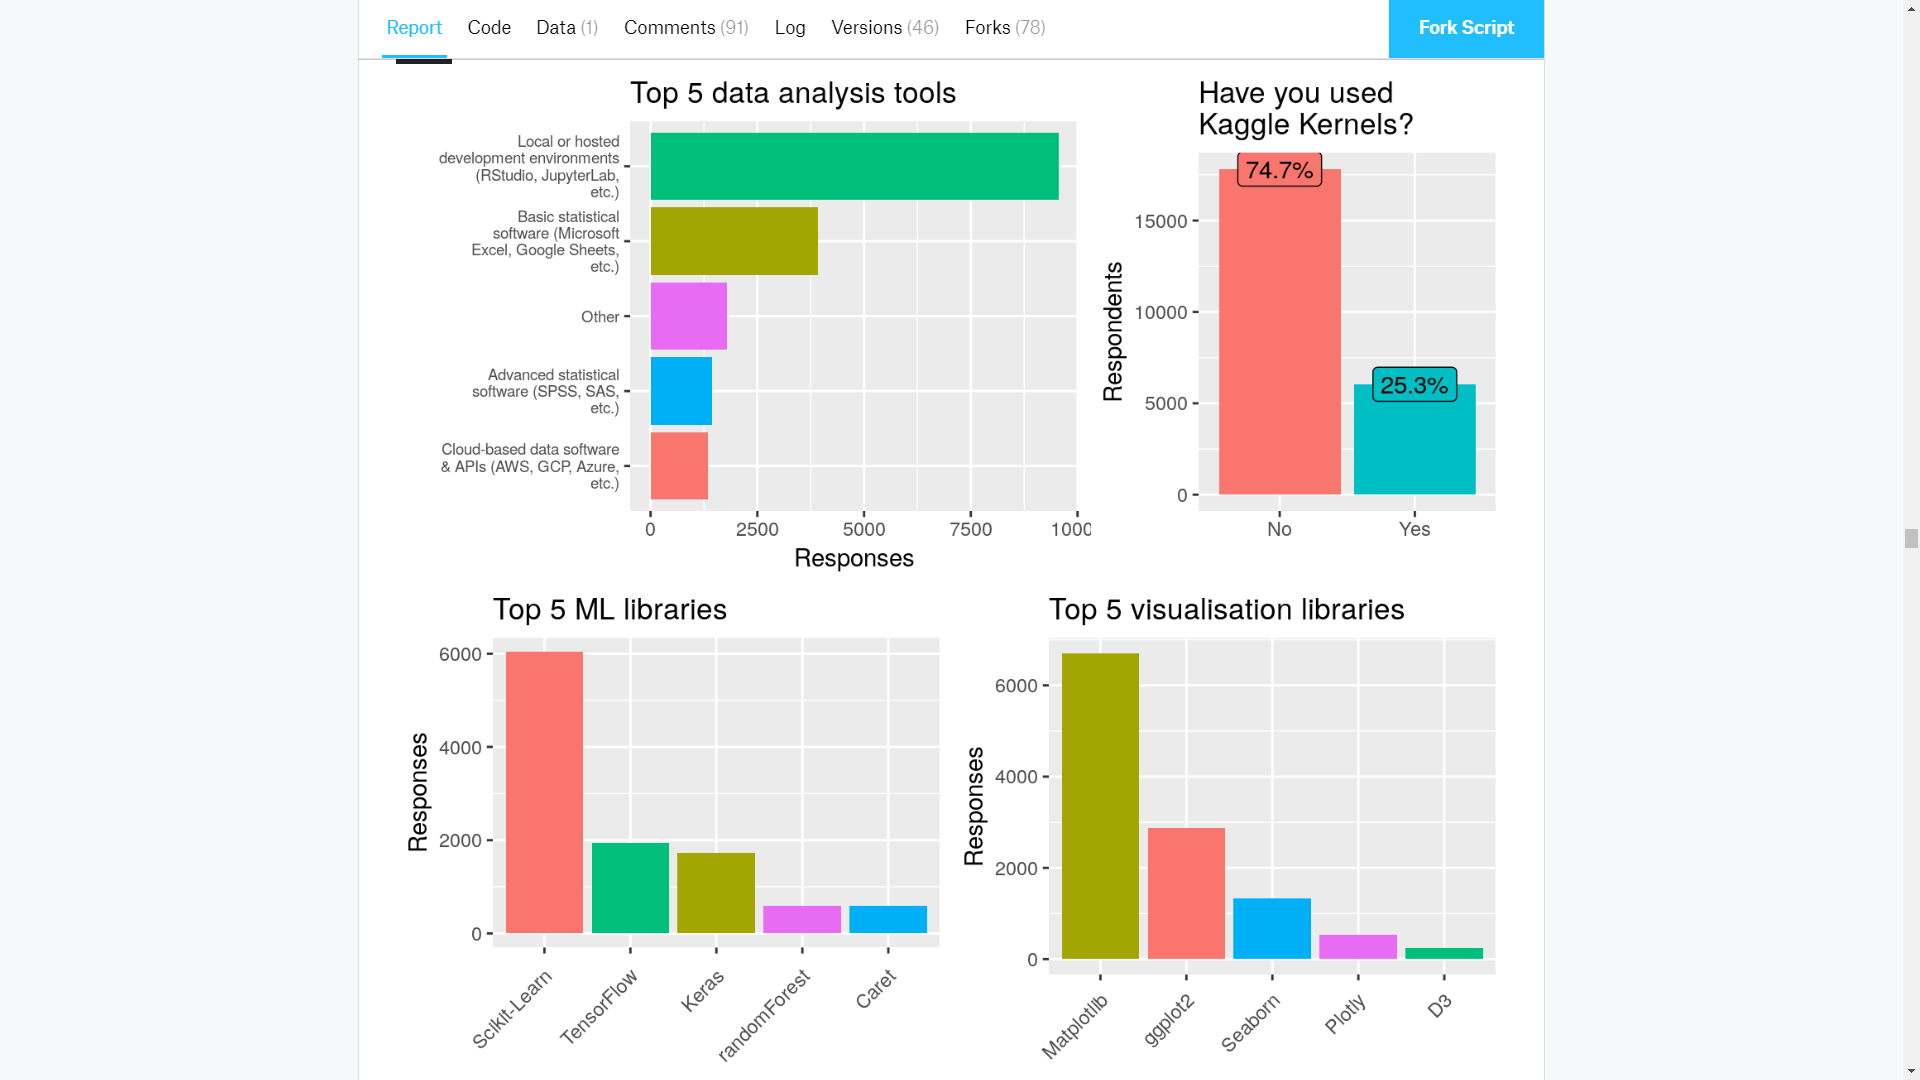 Report Code Data (1) Comments (91) Log Versions (46) Forks (78) Fork Script
Top 5 data analysis tools
Local or hosted
development environments
(RStudio, JupyterLab,
etc.)
Basic statistical
software (Microsoft
Excel, Google Sheets,
etc.)
Other
Advanced statistical
software (SPSS, SAS,
etc.)
Cloud-based data software
& APIs (AWS, GCP, Azure,
etc.)
0 2500 5000 7500 1000
Responses
Have you used
Kaggle Kernels?
74.7%
25.3%
15000
10000
5000
0
Respondents
No Yes
Top 5 ML libraries
6000
4000
2000
0
Responses
Scikit-Learn
TensorFlow
Keras
randomForest
Caret
Top 5 visualisation libraries
6000
4000
2000
0
Responses
Matplotlib
ggplot2
Seaborn
Plotly
D3